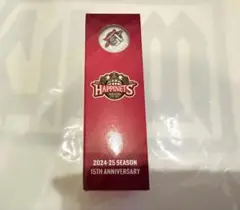 HAPPINETS
2024-25 SEASON
15TH ANNIVERSARY